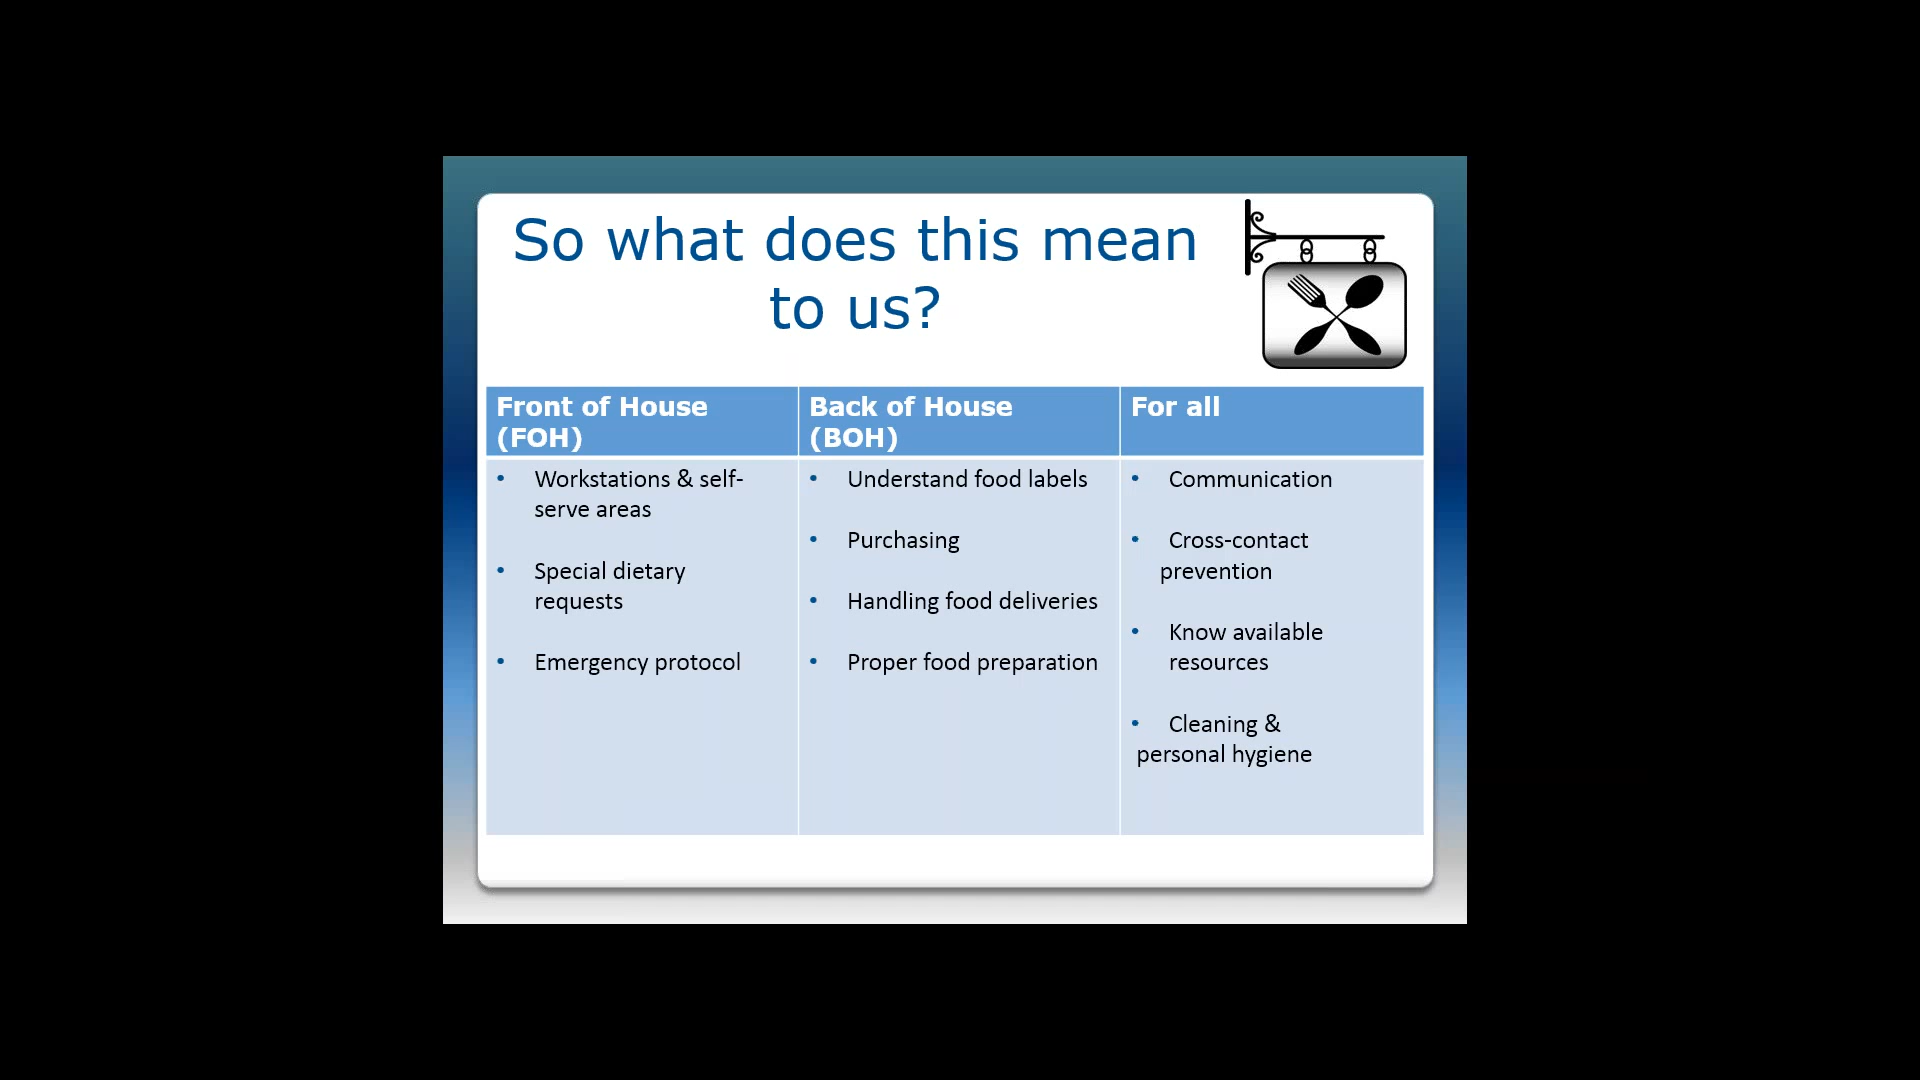 So what does this mean
to us?
Front of House
(FOH)
• Workstations & self-
serve areas
• Special dietary
requests
• Emergency protocol
Back of House
(BOH)
• Understand food labels
• Purchasing
• Handling food deliveries
• Proper food preparation
For all
• Communication
• Cross-contact
prevention
• Know available
resources
• Cleaning &
personal hygiene